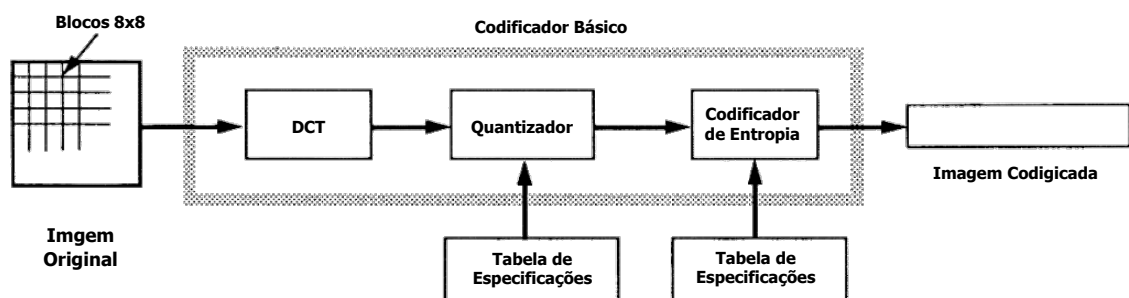 Blocos 8x8
Codificador Básico
DCT
Quantizador
Codificador
de Entropia
Imagem Codigicada
Imgem
Original
Tabela de
Especificações
Tabela de
Especificações